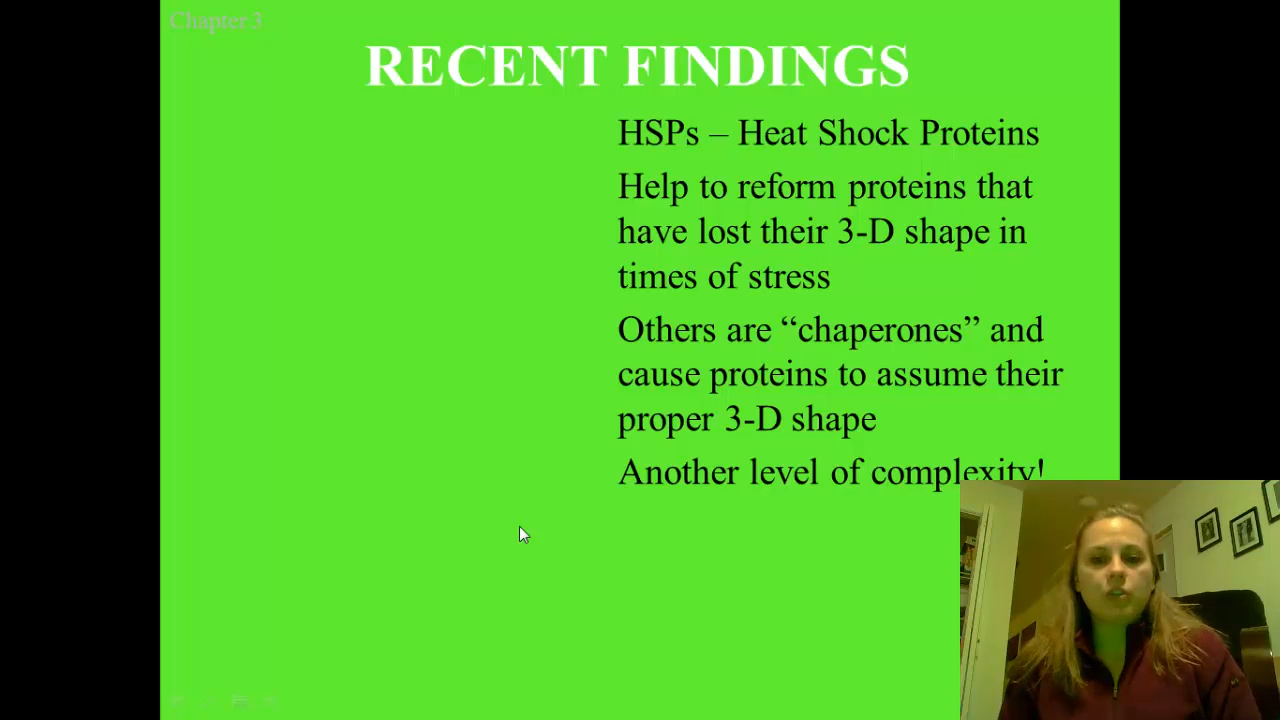 Chapter 3
RECENT FINDINGS
HSPs – Heat Shock Proteins
Help to reform proteins that
have lost their 3-D shape in
times of stress
Others are “chaperones” and
cause proteins to assume their
proper 3-D shape
Another level of complexity!